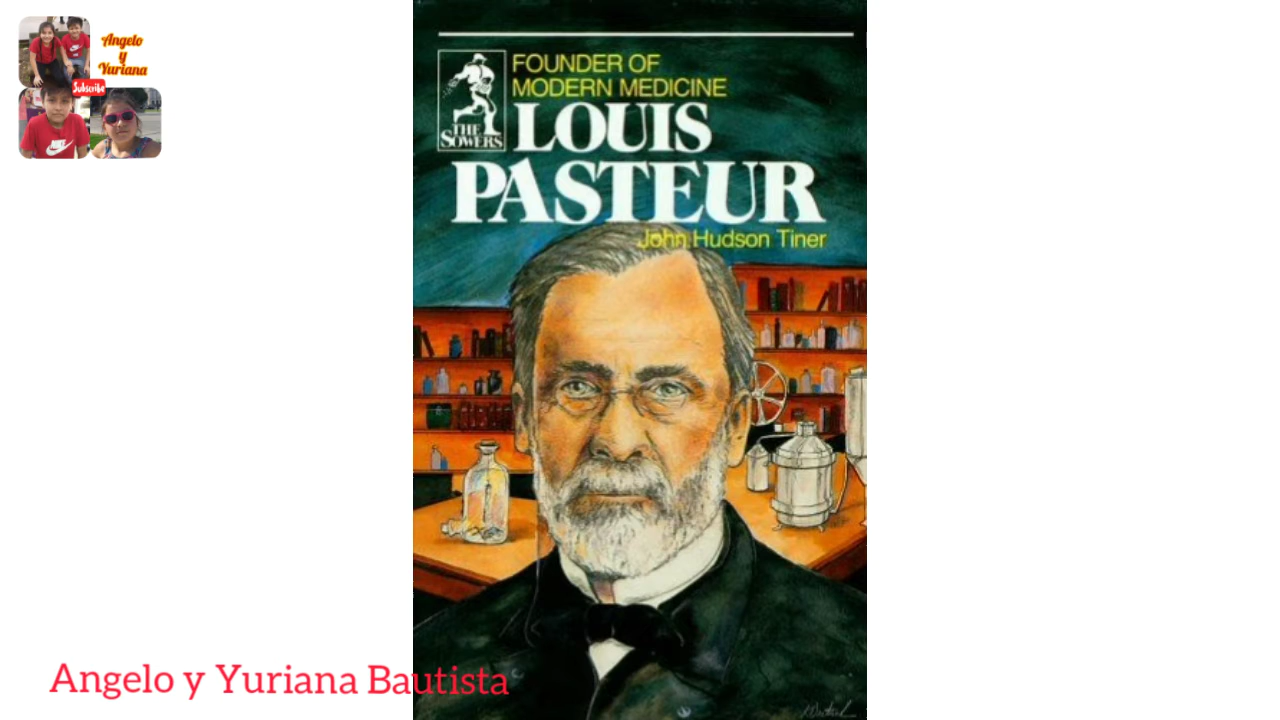 Angelo
y
Yuriana
Subscribe
FOUNDER OF
MODERN MEDICINE
THE
SOWERS
LOUIS
PASTEUR
John Hudson Tiner
Angelo y Yuriana Bautista